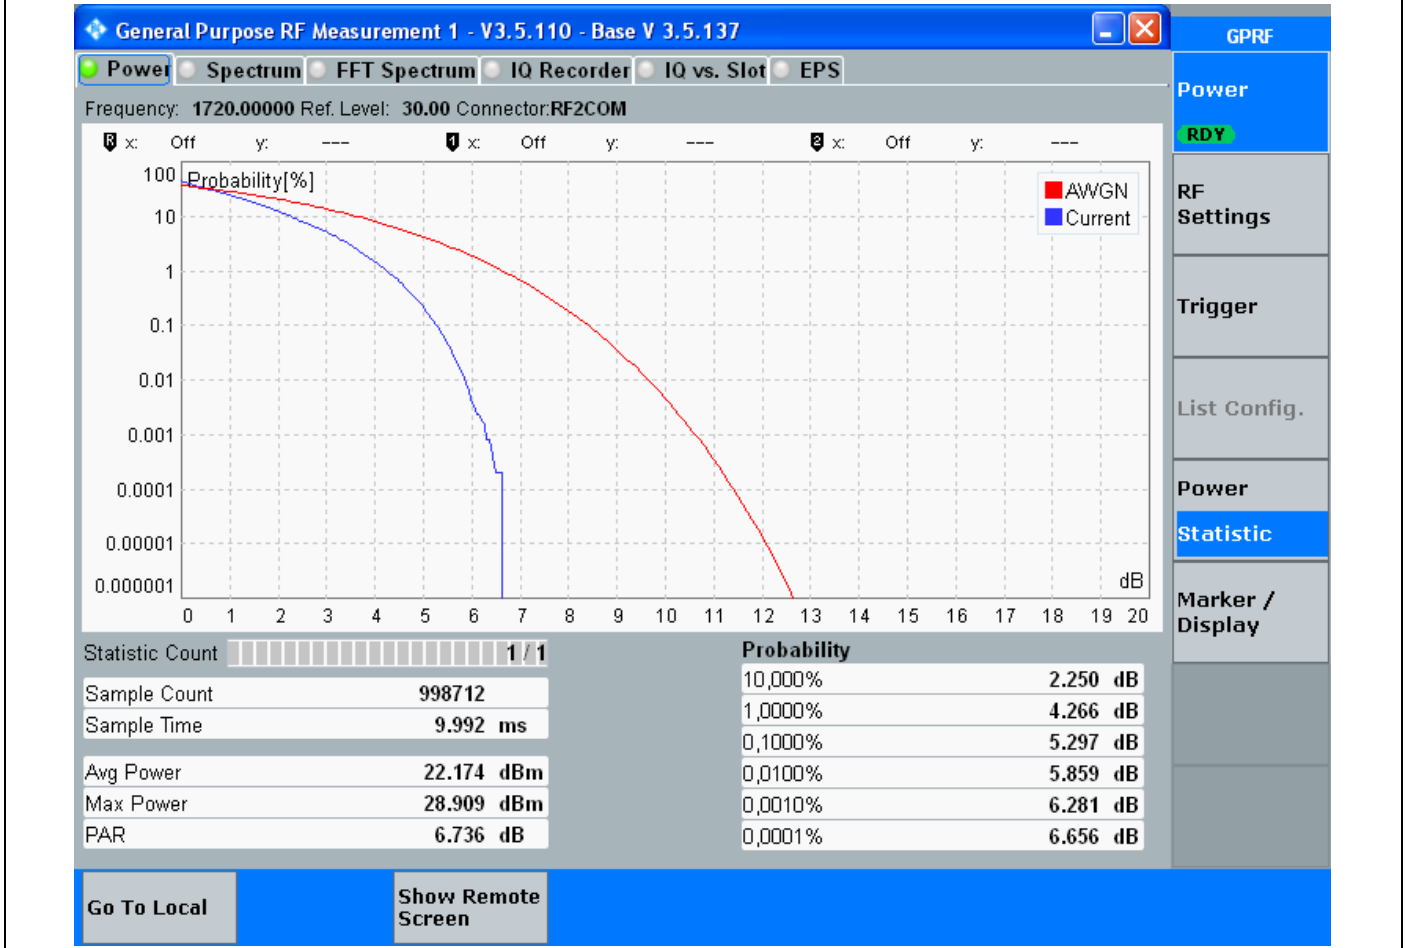 General Purpose RF Measurement 1 - V3.5.110 - Base V 3.5.137
GPRF
Power Spectrum FFT Spectrum IQ Recorder IQ vs. Slot EPS
Frequency: 1720.00000 Ref. Level: 30.00 Connector:RF2COM
R x: Off y: --- 1 x: Off y: --- 2 x: Off y: ---
Probability[%]
100
10
1
0.1
0.01
0.001
0.0001
0.00001
0.000001
AWGN
Current
dB
0 1 2 3 4 5 6 7 8 9 10 11 12 13 14 15 16 17 18 19 20
Statistic Count 1 / 1
Sample Count 998712
Sample Time 9.992 ms
Avg Power 22.174 dBm
Max Power 28.909 dBm
PAR 6.736 dB
Probability
10,000% 2.250 dB
1,0000% 4.266 dB
0,1000% 5.297 dB
0,0100% 5.859 dB
0,0010% 6.281 dB
0,0001% 6.656 dB
Power
RDY
RF
Settings
Trigger
List Config.
Power
Statistic
Marker /
Display
Go To Local
Show Remote
Screen